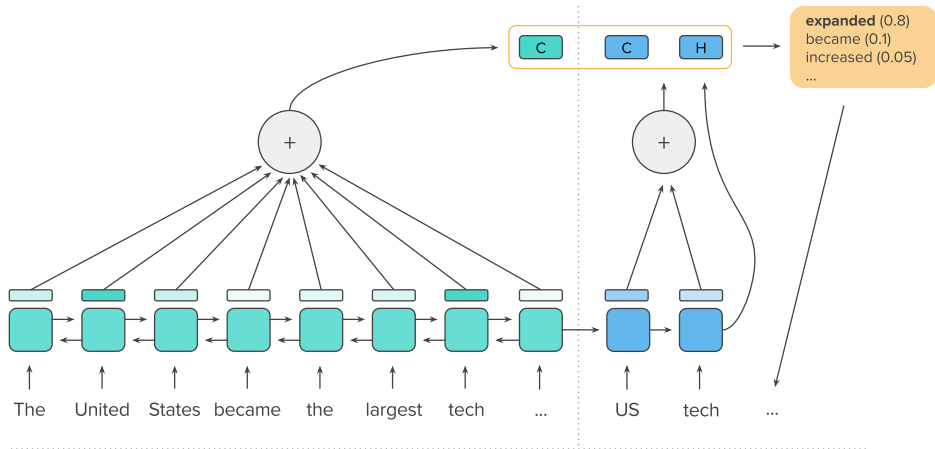 C C H
expanded (0.8)
became (0.1)
increased (0.05)
...
+ +
The United States became the largest tech ... US tech ...